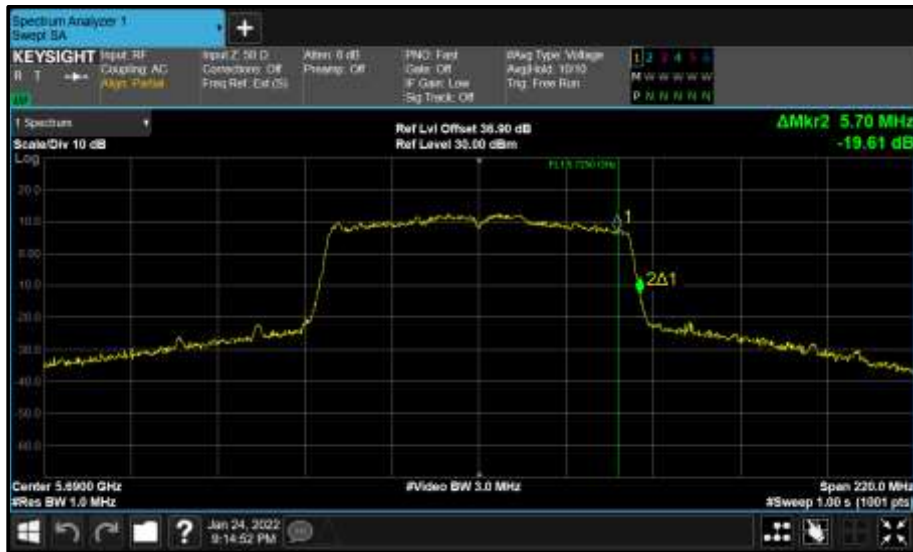 Spectrum Analyzer 1
Swept SA
+
KEYSIGHT Input: RF Input Z: 50 Ω Atten: 6 dB PNO: Fast #Avg Type: Voltage 1 2 3 4 5 6
R T Coupling: AC Corrections: Off Preamp: Off Gate: Off Avg|Hold: 10/10 M W W W W W
Align: Partial Freq Ref: Ext (S) IF Gain: Low Trig: Free Run
Sig Track: Off P N N N N N
1 Spectrum
Ref Lvl Offset 36.90 dB
ΔMkr2 5.70 MHz
Scale/Div 10 dB
Ref Level 30.00 dBm
-19.61 dB
Log
20.0
10.0
0.00
-10.0
-20.0
-30.0
-40.0
-50.0
-60.0
1
2Δ1
Center 5.6900 GHz
#Video BW 3.0 MHz
Span 220.0 MHz
#Res BW 1.0 MHz
#Sweep 1.00 s (1001 pts)
?
Jan 24, 2022
9:14:52 PM